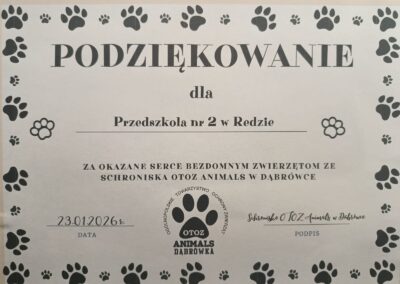 PODZIĘKOWANIE
dla
Przedszkola nr 2 w Redzie
ZA OKAZANE SERCE BEZDOMNYM ZWIERZĘTOM ZE
SCHRONISKA OTOZ ANIMALS W DĄBRÓWCE
OGÓLNOPOLSKIE TOWARZYSTWO OCHRONY ZWIERZĄT
OTOZ
ANIMALS
DĄBRÓWKA
23.01.2026r.
DATA
Schronisko OTOZ Animals w Dąbrówce
PODPIS